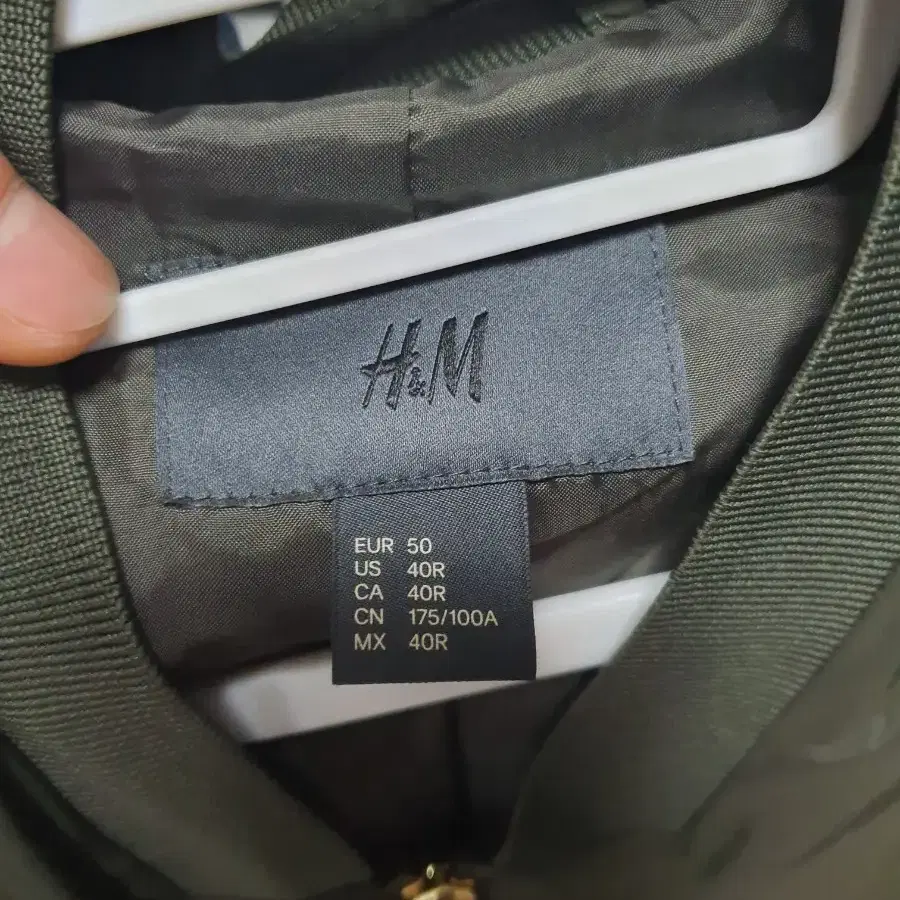 H&M
EUR 50
US 40R
CA 40R
CN 175/100A
MX 40R